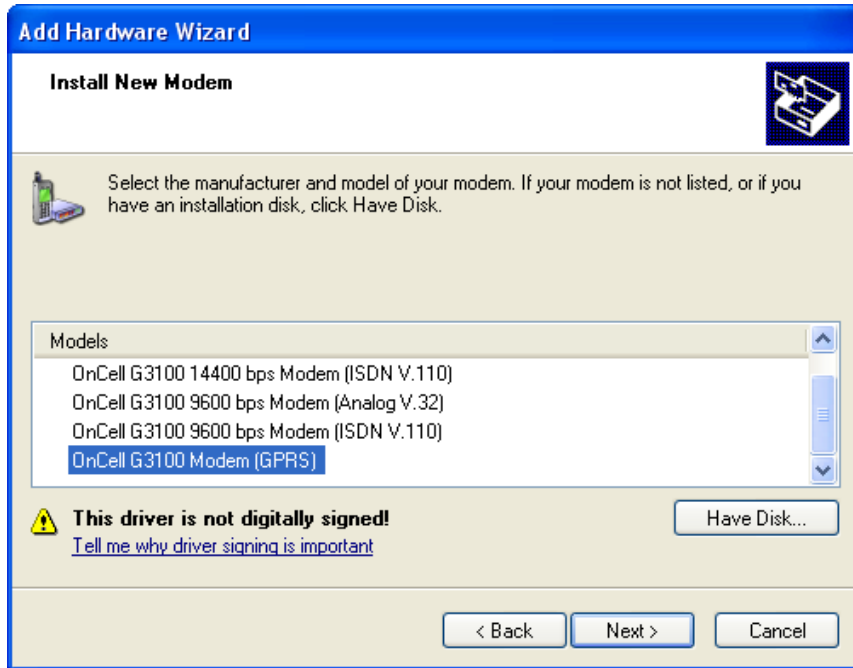 Add Hardware Wizard
Install New Modem
Select the manufacturer and model of your modem. If your modem is not listed, or if you
have an installation disk, click Have Disk.
Models
OnCell G3100 14400 bps Modem (ISDN V.110)
OnCell G3100 9600 bps Modem (Analog V.32)
OnCell G3100 9600 bps Modem (ISDN V.110)
OnCell G3100 Modem (GPRS)
This driver is not digitally signed!
Have Disk...
Tell me why driver signing is important
< Back
Next >
Cancel